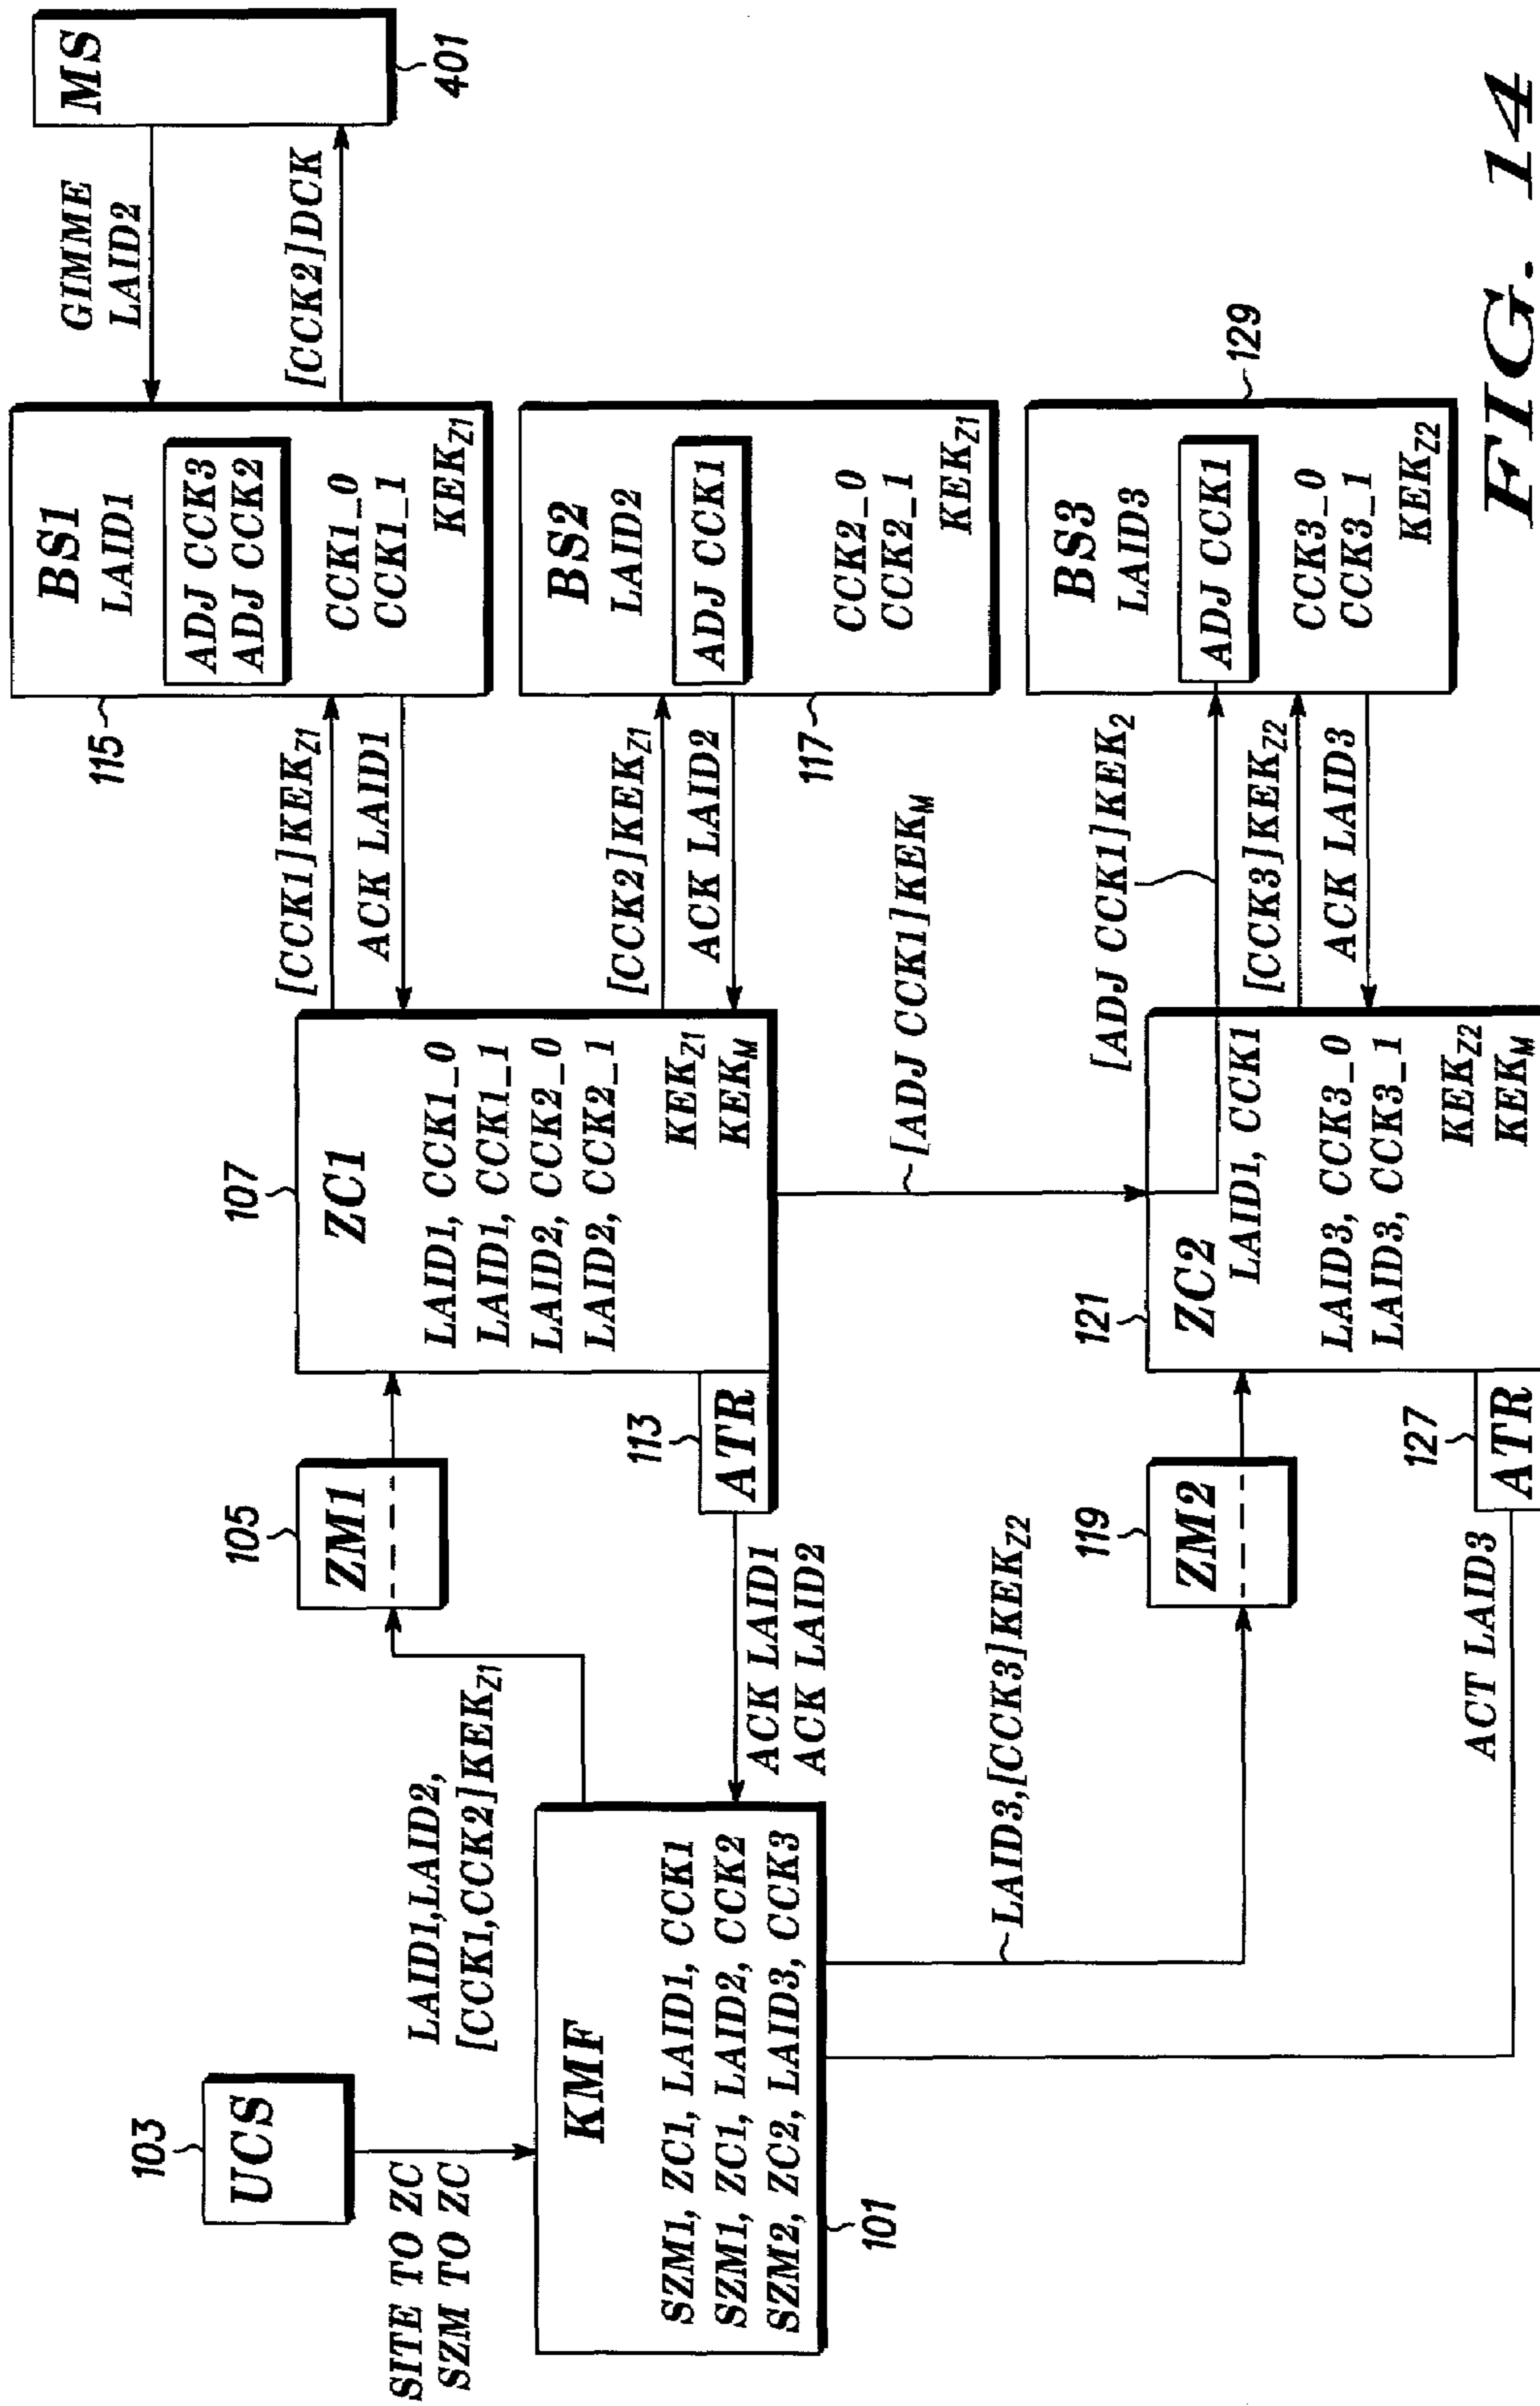 103
UCS
SITE TO ZC
SZM TO ZC
KMF
SZM1, ZC1, LAID1, CCK1
SZM1, ZC1, LAID2, CCK2
SZM2, ZC2, LAID3, CCK3
101
LAID1,LAID2,
[CCK1,CCK2]KEKZ1
ACK LAID1
ACK LAID2
LAID3,[CCK3]KEKZ2
ACT LAID3
105
ZM1
113
ATR
119
ZM2
127
ATR
107
ZC1
LAID1, CCK1_0
LAID1, CCK1_1
LAID2, CCK2_0
LAID2, CCK2_1
KEKZ1
KEKM
[ADJ CCK1]KEKM
121
ZC2
LAID1, CCK1
LAID3, CCK3_0
LAID3, CCK3_1
KEKZ2
KEKM
[CCK1]KEKZ1
ACK LAID1
[CCK2]KEKZ1
ACK LAID2
[ADJ CCK1]KEK2
[CCK3]KEKZ2
ACK LAID3
115
BS1
LAID1
ADJ CCK3
ADJ CCK2
CCK1_0
CCK1_1
KEKZ1
117
BS2
LAID2
ADJ CCK1
CCK2_0
CCK2_1
KEKZ1
129
BS3
LAID3
ADJ CCK1
CCK3_0
CCK3_1
KEKZ2
GIMME
LAID2
[CCK2]DCK
MS
401
FIG. 14